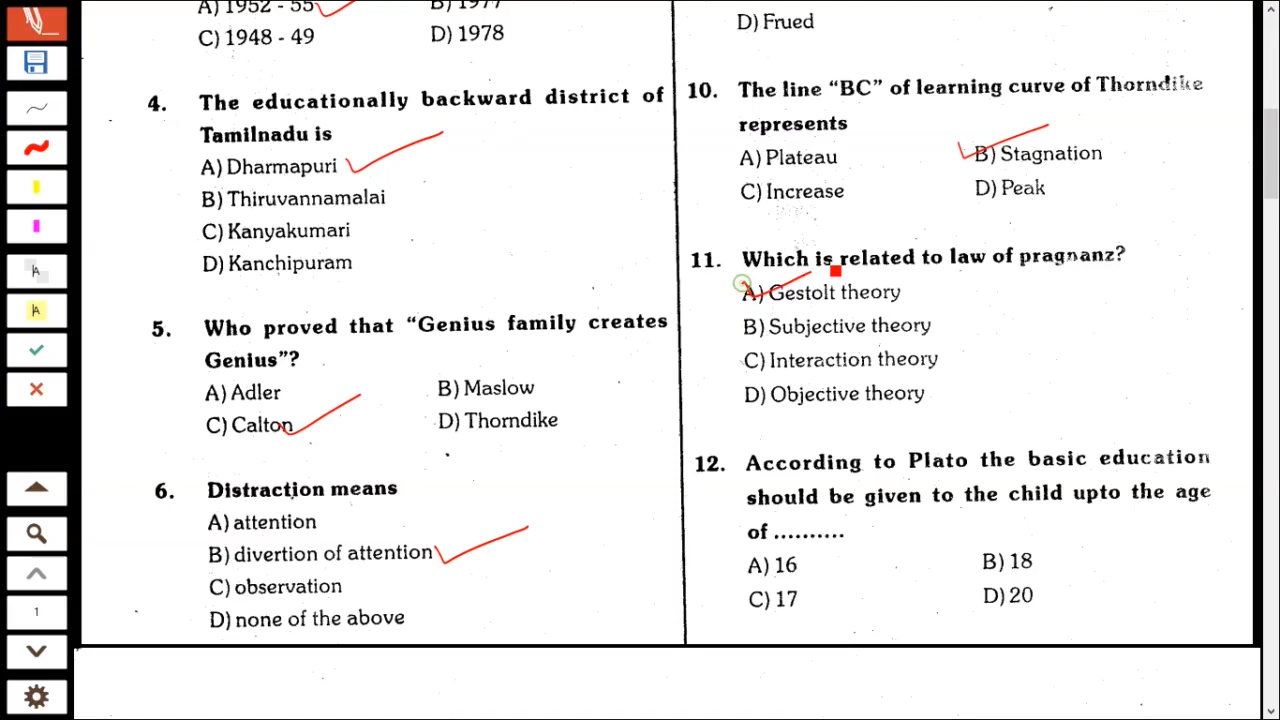 A) 1952 - 55
B) 1977
C) 1948 - 49
D) 1978
4. The educationally backward district of
Tamilnadu is
A) Dharmapuri
B) Thiruvannamalai
C) Kanyakumari
D) Kanchipuram
5. Who proved that “Genius family creates
Genius”?
A) Adler
B) Maslow
C) Calton
D) Thorndike
6. Distraction means
A) attention
B) divertion of attention
C) observation
D) none of the above
D) Frued
10. The line “BC” of learning curve of Thorndike
represents
A) Plateau
B) Stagnation
C) Increase
D) Peak
11. Which is related to law of pragnanz?
A) Gestolt theory
B) Subjective theory
C) Interaction theory
D) Objective theory
12. According to Plato the basic education
should be given to the child upto the age
of ..........
A) 16
B) 18
C) 17
D) 20
A
A
1